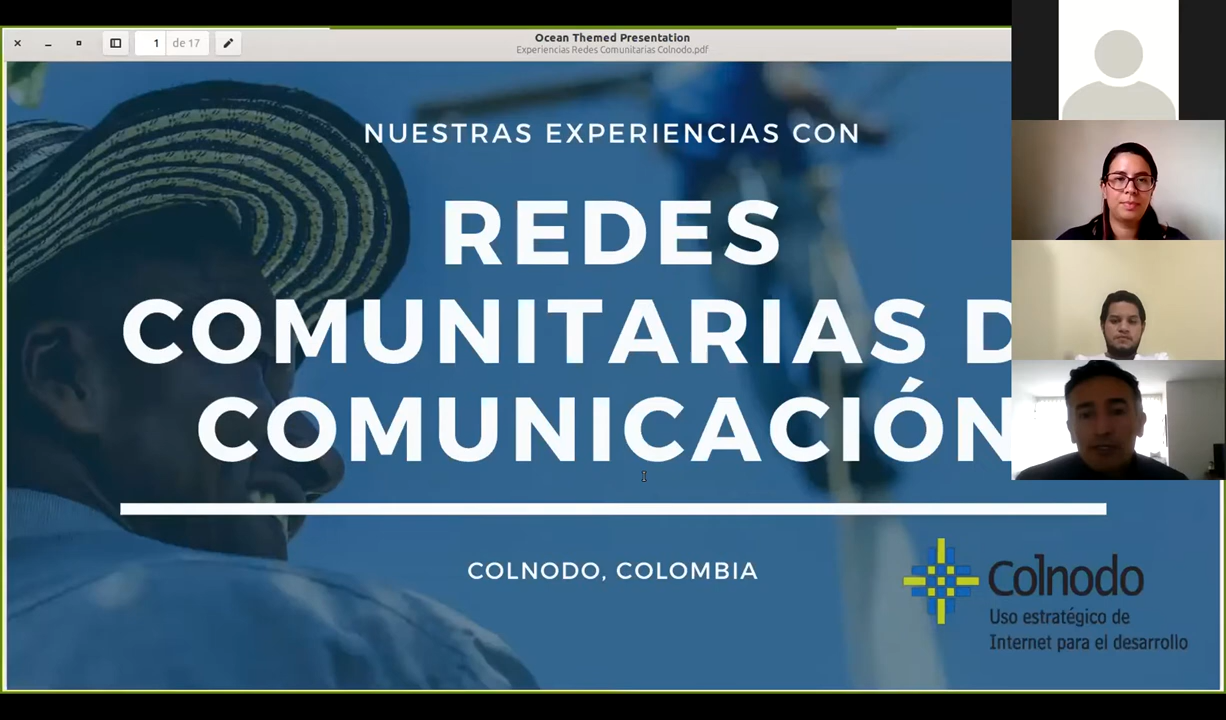 1 de 17
Ocean Themed Presentation
Experiencias Redes Comunitarias Colnodo.pdf
NUESTRAS EXPERIENCIAS CON
REDES
COMUNITARIAS D
COMUNICACIÓN
COLNODO, COLOMBIA
Colnodo
Uso estratégico de
Internet para el desarrollo